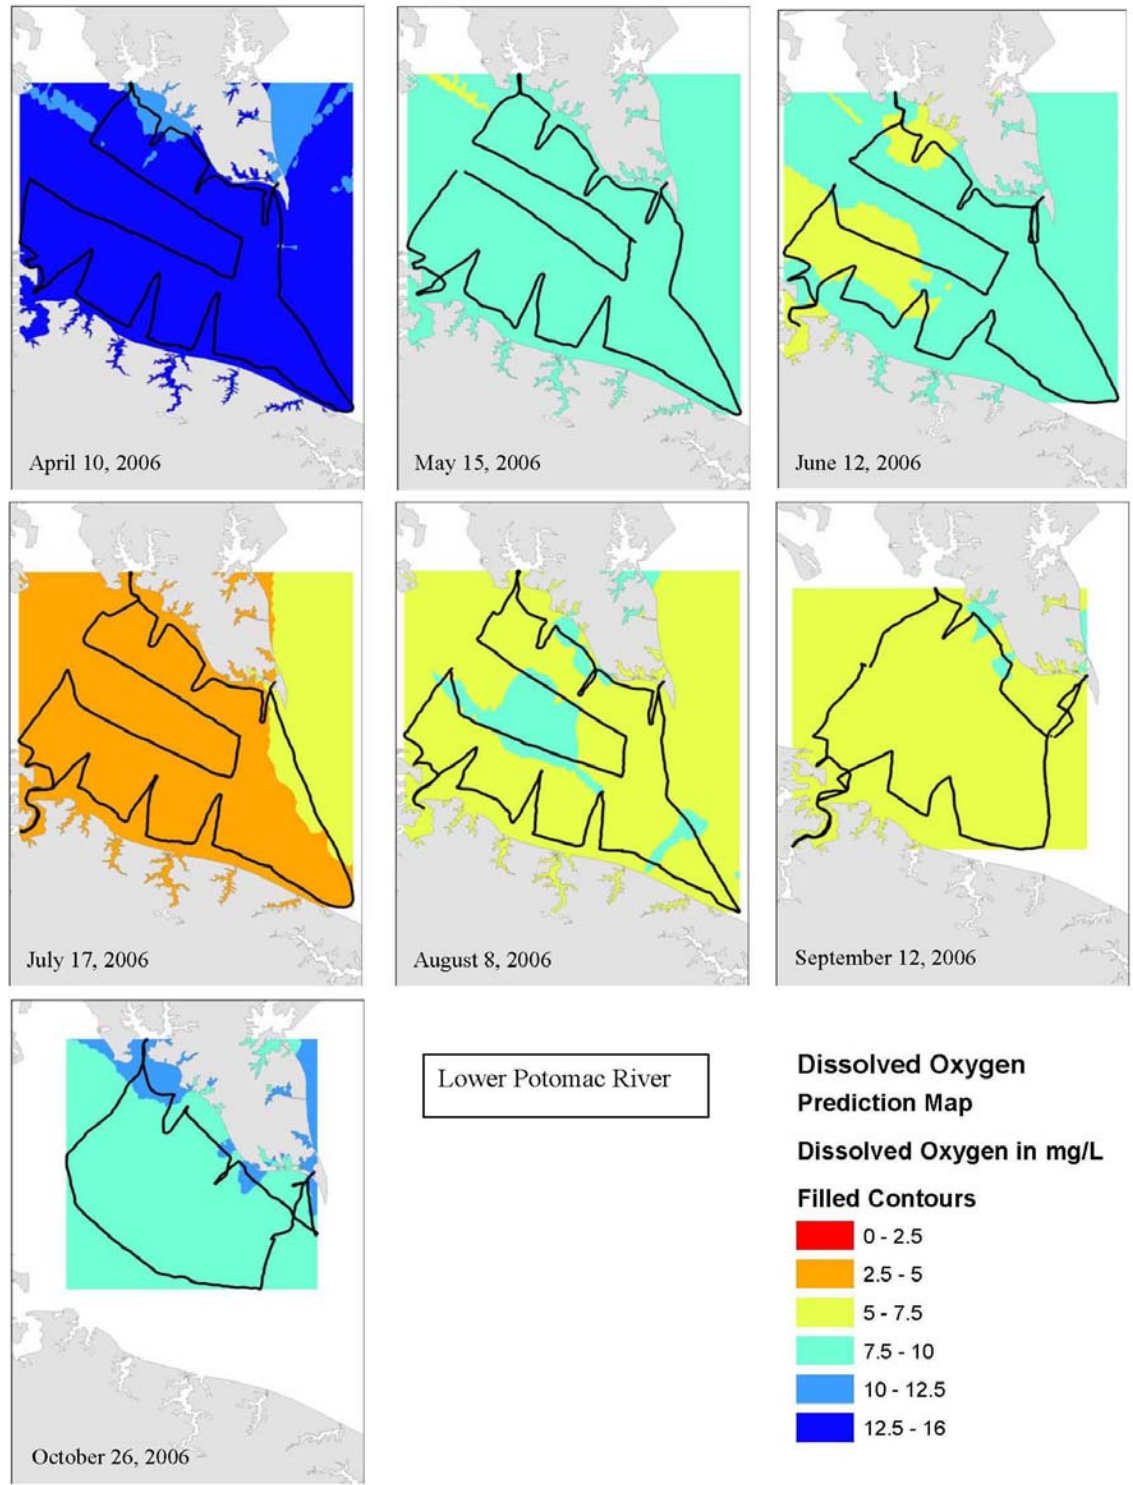 April 10, 2006
May 15, 2006
June 12, 2006
July 17, 2006
August 8, 2006
September 12, 2006
October 26, 2006
Lower Potomac River
Dissolved Oxygen
Prediction Map
Dissolved Oxygen in mg/L
Filled Contours
0 - 2.5
2.5 - 5
5 - 7.5
7.5 - 10
10 - 12.5
12.5 - 16